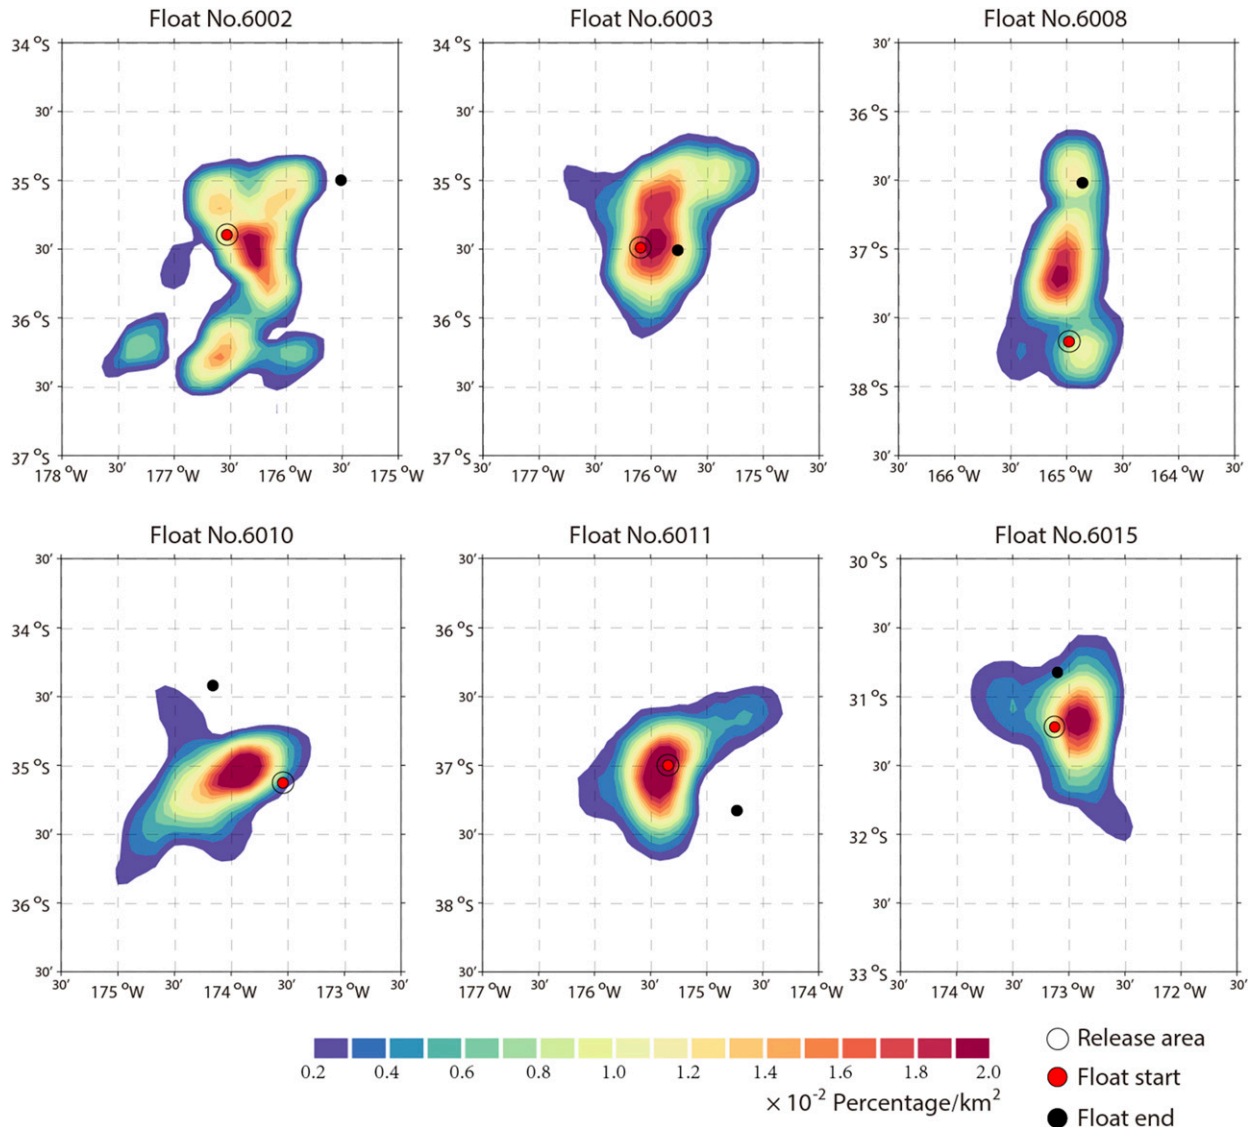 Float No.6002
Float No.6003
Float No.6008
34 °S
30′
35 °S
30′
36 °S
30′
37 °S
178 °W
30′
177 °W
30′
176 °W
30′
175 °W
34 °S
30′
35 °S
30′
36 °S
30′
37 °S
30′
177 °W
30′
176 °W
30′
175 °W
30′
30′
36 °S
30′
37 °S
30′
38 °S
30′
30′
166 °W
30′
165 °W
30′
164 °W
30′
Float No.6010
Float No.6011
Float No.6015
30′
34 °S
30′
35 °S
30′
36 °S
30′
30′
175 °W
30′
174 °W
30′
173 °W
30′
30′
36 °S
30′
37 °S
30′
38 °S
30′
177 °W
30′
176 °W
30′
175 °W
30′
174 °W
30 °S
30′
31 °S
30′
32 °S
30′
33 °S
30′
174 °W
30′
173 °W
30′
172 °W
30′
0.2 0.4 0.6 0.8 1.0 1.2 1.4 1.6 1.8 2.0
× 10⁻² Percentage/km²
Release area
Float start
Float end